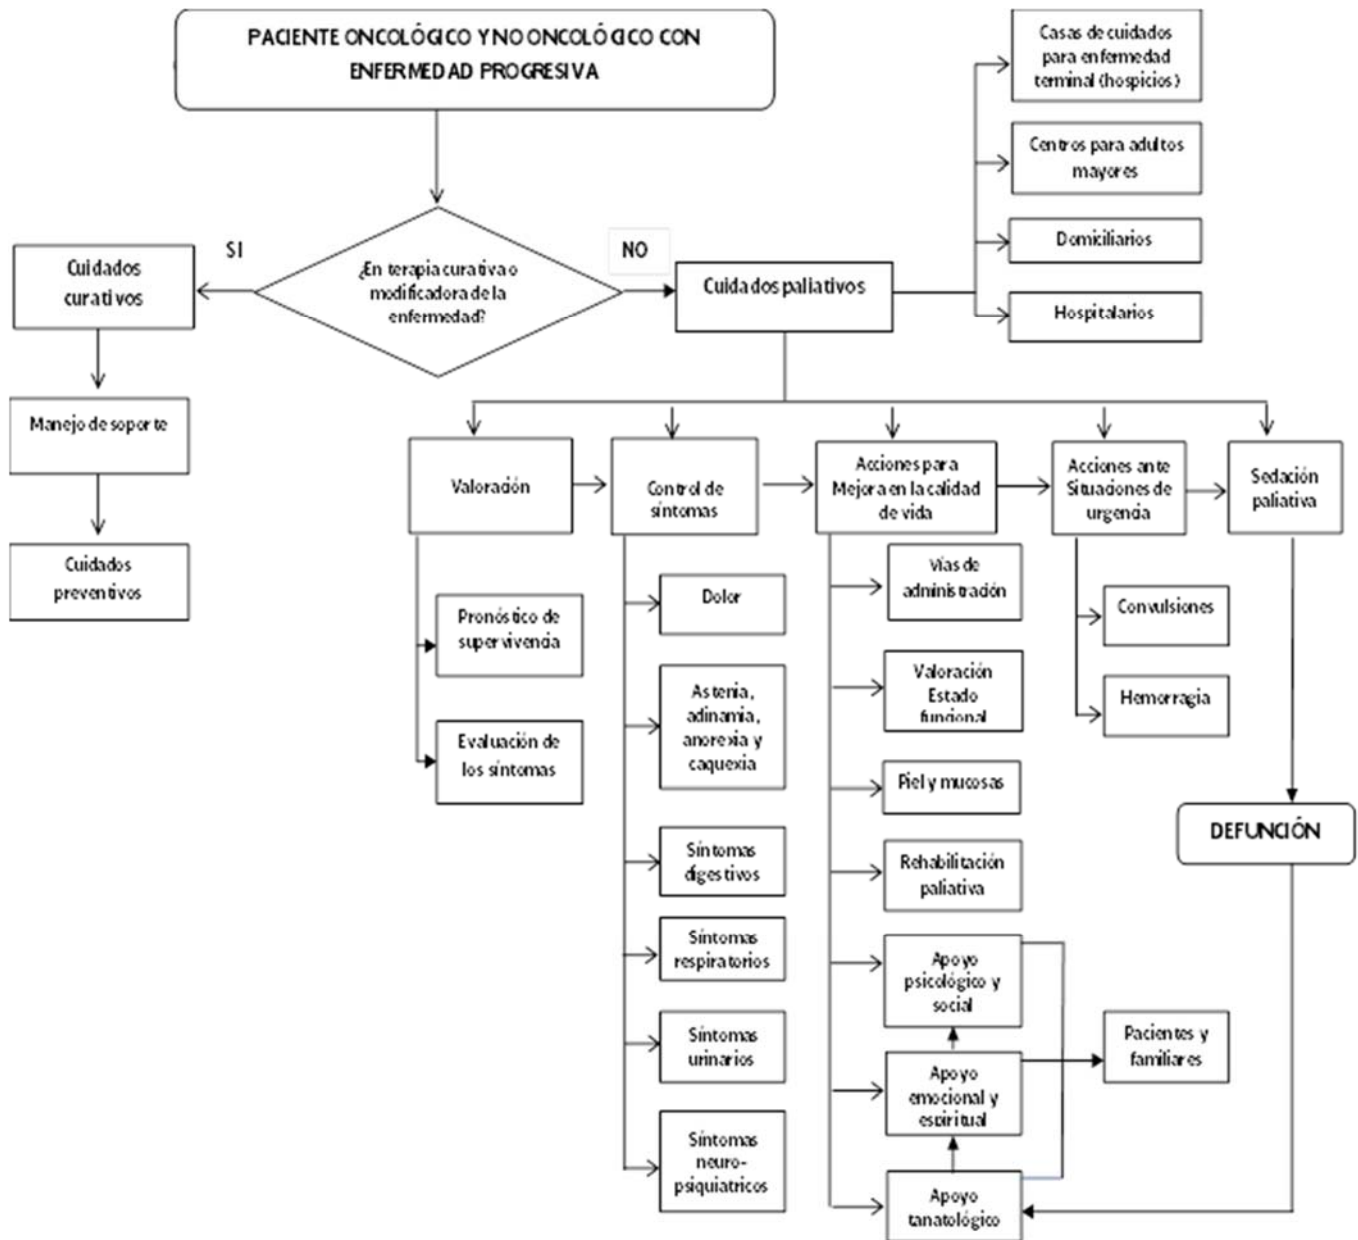 PACIENTE ONCOLÓGICO Y NO ONCOLÓGICO CON
ENFERMEDAD PROGRESIVA
Casas de cuidados
para enfermedad
terminal (hospicios)
Centros para adultos
mayores
Domiciliarios
Hospitalarios
SI
¿En terapia curativa o
modificadora de la
enfermedad?
NO
Cuidados paliativos
Cuidados
curativos
Manejo de soporte
Cuidados
preventivos
Valoración
Pronóstico de
supervivencia
Evaluación de
los síntomas
Control de
síntomas
Dolor
Astenia,
adinamia,
anorexia y
caquexia
Síntomas
digestivos
Síntomas
respiratorios
Síntomas
urinarios
Síntomas
neuro-
psiquiatricos
Acciones para
Mejora en la calidad
de vida
Vías de
administración
Valoración
Estado
funcional
Piel y mucosas
Rehabilitación
paliativa
Apoyo
psicológico y
social
Apoyo
emocional y
espiritual
Apoyo
tanatológico
Pacientes y
familiares
Acciones ante
Situaciones de
urgencia
Convulsiones
Hemorragia
Sedación
paliativa
DEFUNCIÓN